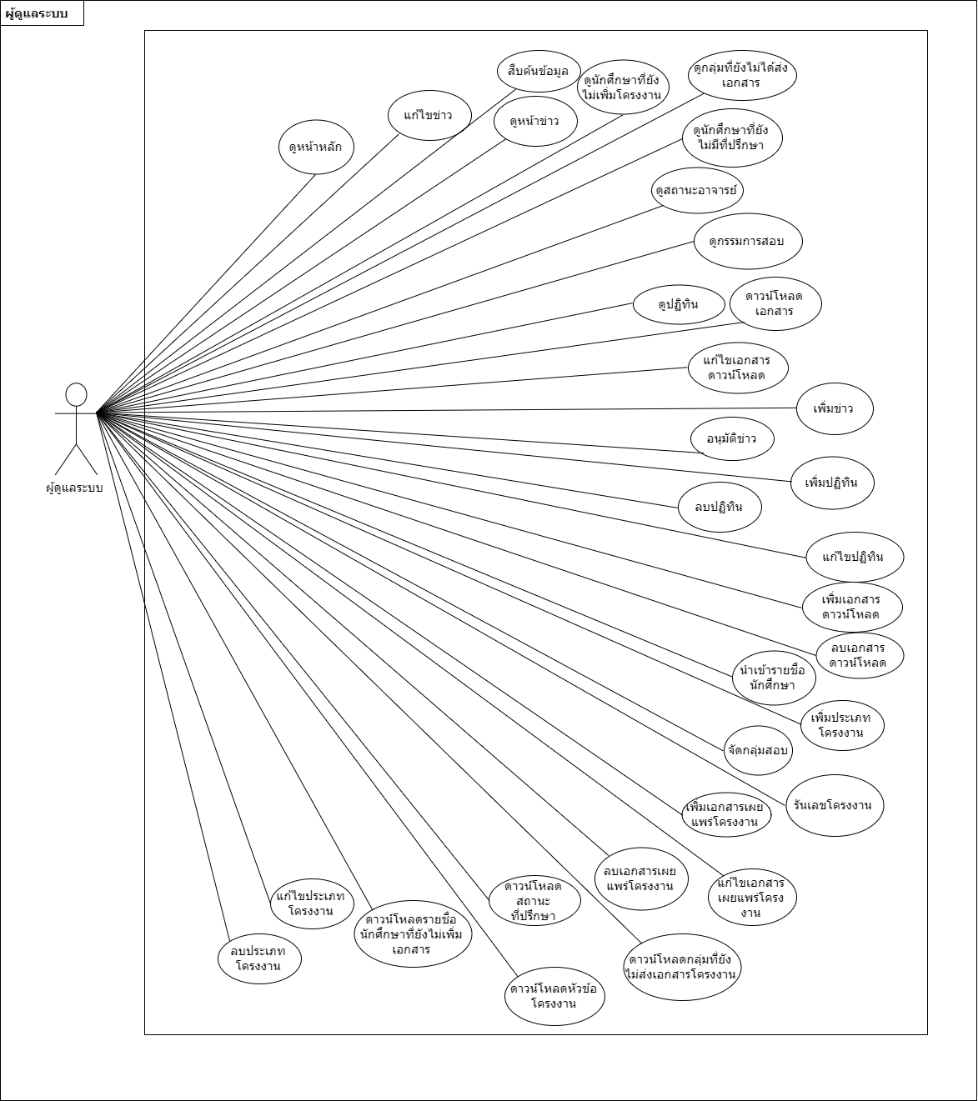 ผู้ดูแลระบบ
สืบค้นข้อมูล
ดูกลุ่มที่ยังไม่ได้ส่ง
เอกสาร
ดูนักศึกษาที่ยัง
ไม่เพิ่มโครงงาน
แก้ไขข่าว
ดูหน้าข่าว
ดูหน้าหลัก
ดูนักศึกษาที่ยัง
ไม่มีที่ปรึกษา
ดูสถานะอาจารย์
ดูกรรมการสอบ
ดูปฏิทิน
ดาวน์โหลด
เอกสาร
แก้ไขเอกสาร
ดาวน์โหลด
เพิ่มข่าว
อนุมัติข่าว
ผู้ดูแลระบบ
เพิ่มปฏิทิน
ลบปฏิทิน
แก้ไขปฏิทิน
เพิ่มเอกสาร
ดาวน์โหลด
ลบเอกสาร
ดาวน์โหลด
นำเข้ารายชื่อ
นักศึกษา
เพิ่มประเภท
โครงงาน
จัดกลุ่มสอบ
รันเลขโครงงาน
เพิ่มเอกสารเผย
แพร่โครงงาน
ลบเอกสารเผย
แพร่โครงงาน
แก้ไขเอกสาร
เผยแพร่โครง
งาน
ดาวน์โหลด
สถานะ
ที่ปรึกษา
แก้ไขประเภท
โครงงาน
ดาวน์โหลดรายชื่อ
นักศึกษาที่ยังไม่เพิ่ม
เอกสาร
ลบประเภท
โครงงาน
ดาวน์โหลดกลุ่มที่ยัง
ไม่ส่งเอกสารโครงงาน
ดาวน์โหลดหัวข้อ
โครงงาน